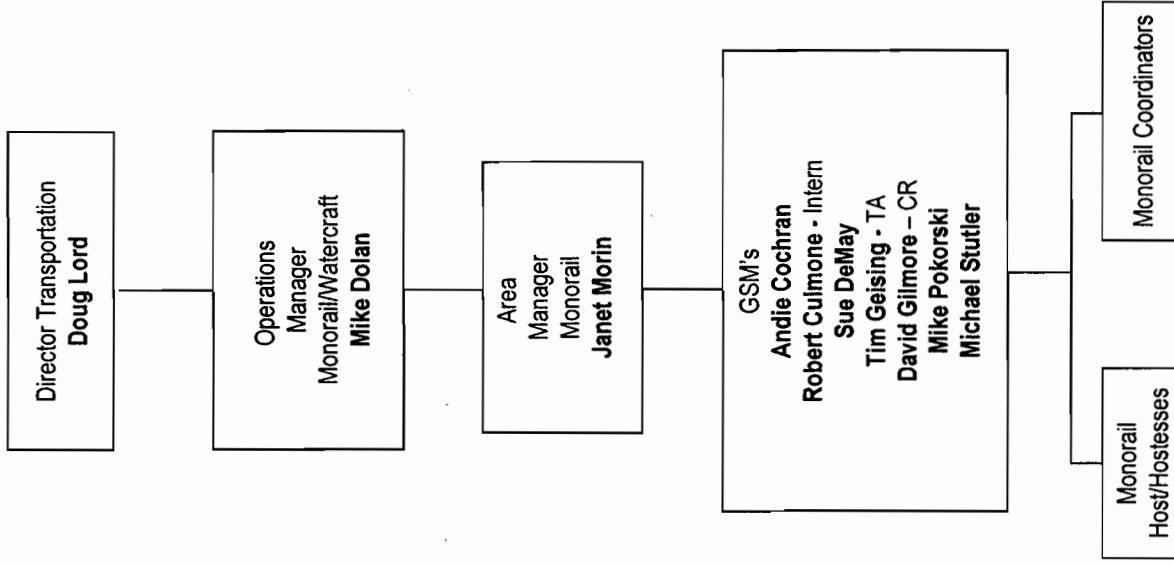 Director Transportation
Doug Lord
Operations
Manager
Monorail/Watercraft
Mike Dolan
Area
Manager
Monorail
Janet Morin
GSM's
Andie Cochran
Robert Culmone - Intern
Sue DeMay
Tim Geising - TA
David Gilmore – CR
Mike Pokorski
Michael Stutler
Monorail
Host/Hostesses
Monorail Coordinators